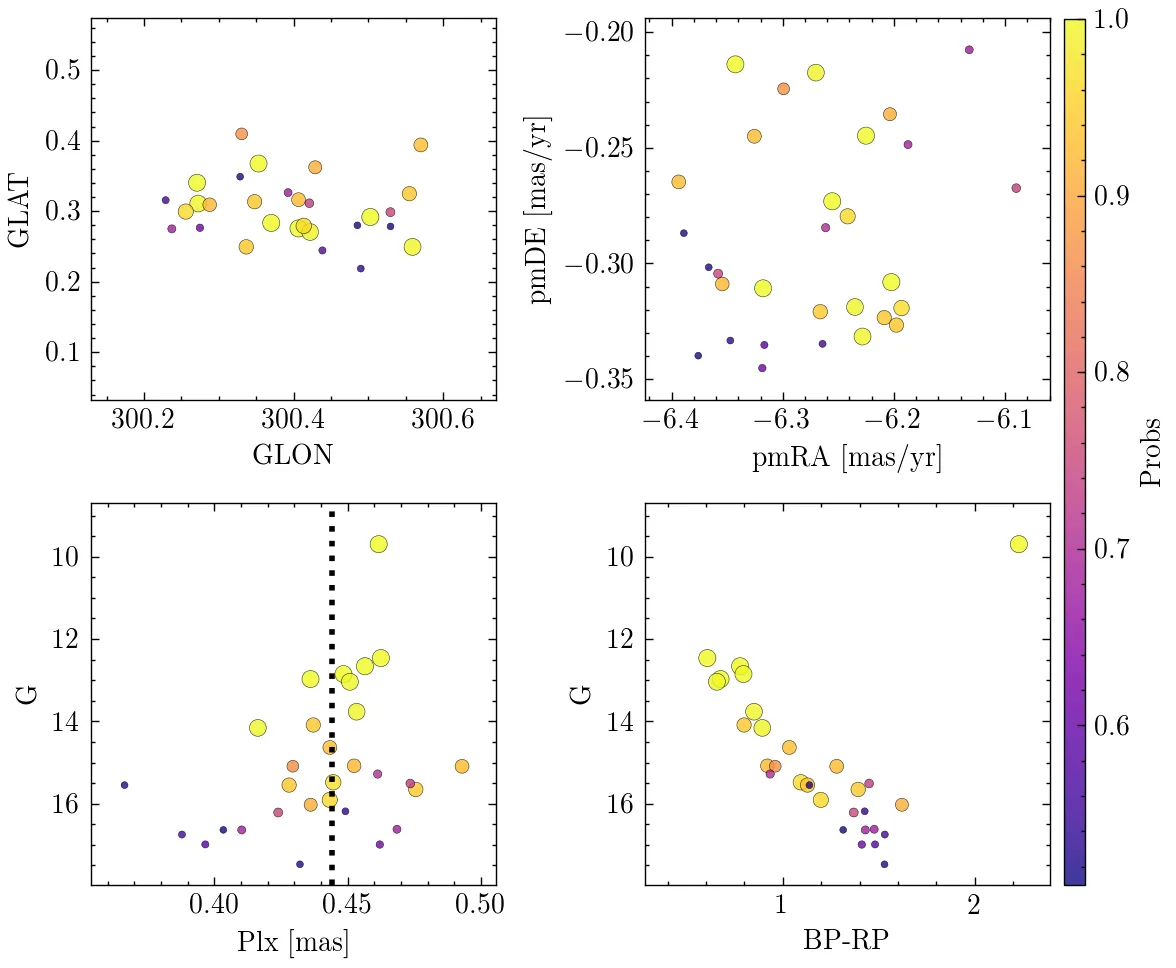 0.5
0.4
0.3
0.2
0.1
GLAT
300.2 300.4 300.6
GLON
−0.20
−0.25
−0.30
−0.35
pmDE [mas/yr]
−6.4 −6.3 −6.2 −6.1
pmRA [mas/yr]
10
12
14
16
G
0.40 0.45 0.50
Plx [mas]
10
12
14
16
G
1 2
BP-RP
1.0
0.9
0.8
0.7
0.6
Probs